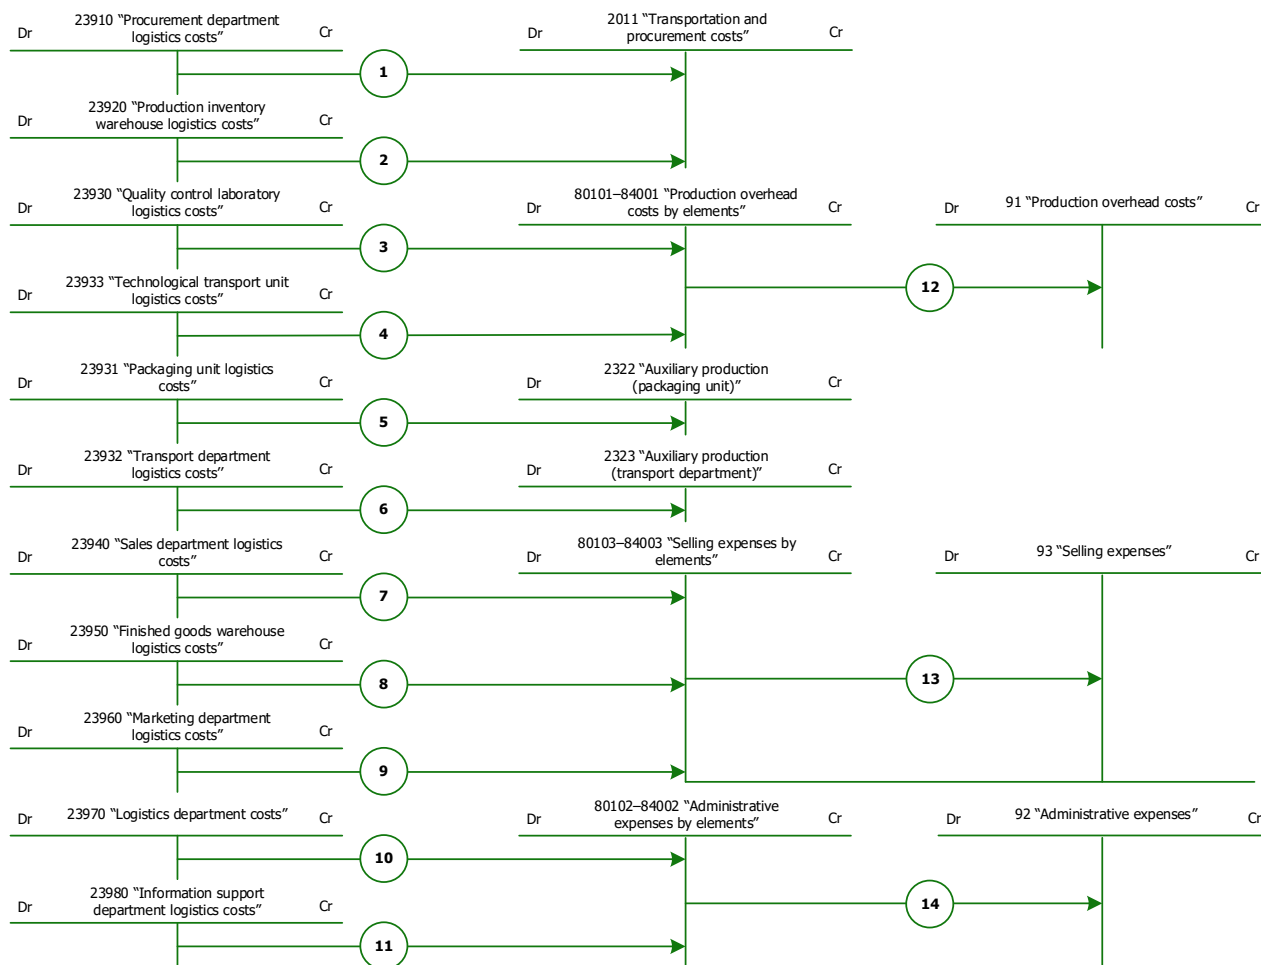 23910 “Procurement department
logistics costs”
Dr
Cr
2011 “Transportation and
procurement costs”
Dr
Cr
1
23920 “Production inventory
warehouse logistics costs”
Dr
Cr
2
23930 “Quality control laboratory
logistics costs”
Dr
Cr
80101–84001 “Production overhead
costs by elements”
Dr
Cr
91 “Production overhead costs”
Dr
Cr
3
23933 “Technological transport unit
logistics costs”
Dr
Cr
12
4
23931 “Packaging unit logistics
costs”
Dr
Cr
2322 “Auxiliary production
(packaging unit)”
Dr
Cr
5
23932 “Transport department
logistics costs”
Dr
Cr
2323 “Auxiliary production
(transport department)”
Dr
Cr
6
23940 “Sales department logistics
costs”
Dr
Cr
80103–84003 “Selling expenses by
elements”
Dr
Cr
93 “Selling expenses”
Dr
Cr
7
23950 “Finished goods warehouse
logistics costs”
Dr
Cr
8
13
23960 “Marketing department
logistics costs”
Dr
Cr
9
23970 “Logistics department costs”
Dr
Cr
80102–84002 “Administrative
expenses by elements”
Dr
Cr
92 “Administrative expenses”
Dr
Cr
10
23980 “Information support
department logistics costs”
Dr
Cr
14
11